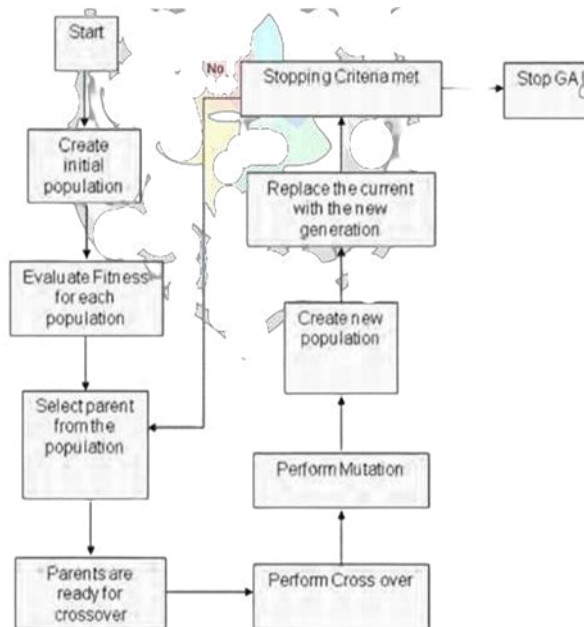 Start
Create
initial
population
Evaluate Fitness
for each
population
Select parent
from the
population
Parents are
ready for
crossover
Perform Cross over
Perform Mutation
Create new
population
Replace the current
with the new
generation
Stopping Criteria met
No
Stop GA